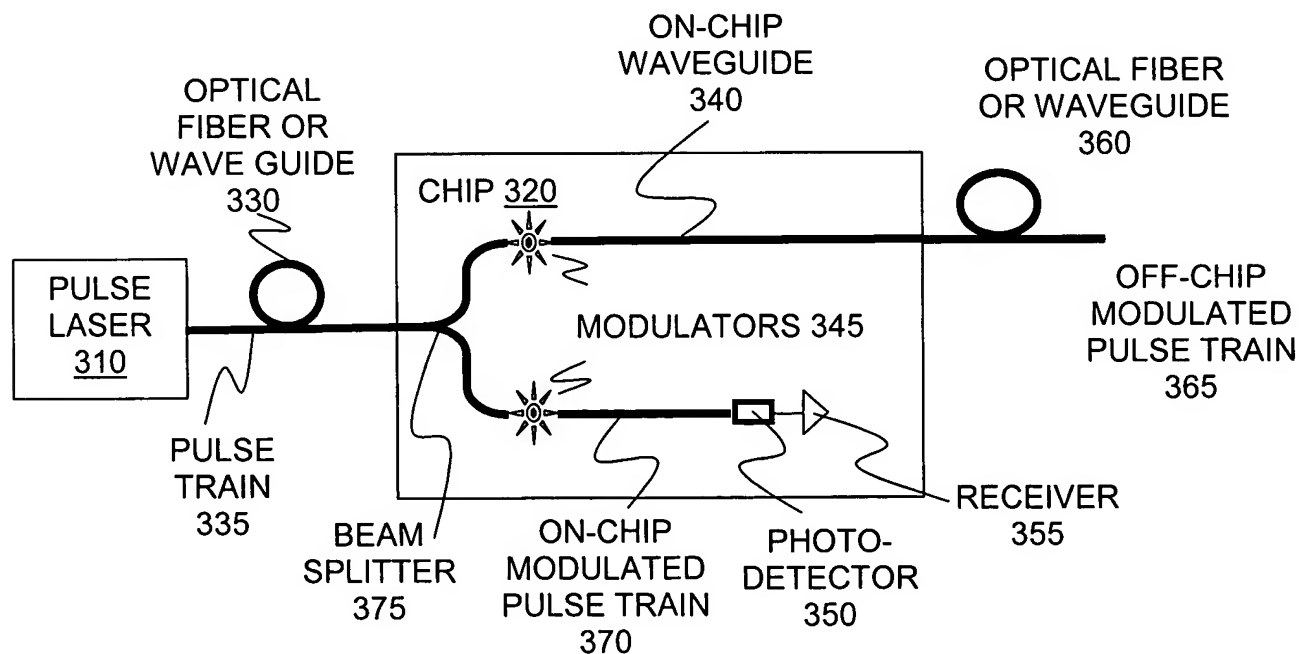 ON-CHIP
WAVEGUIDE
340
OPTICAL FIBER
OR WAVEGUIDE
360
OPTICAL
FIBER OR
WAVE GUIDE
330
CHIP 320
PULSE
LASER
310
MODULATORS 345
OFF-CHIP
MODULATED
PULSE TRAIN
365
PULSE
TRAIN
335
BEAM
SPLITTER
375
ON-CHIP
MODULATED
PULSE TRAIN
370
PHOTO-
DETECTOR
350
RECEIVER
355